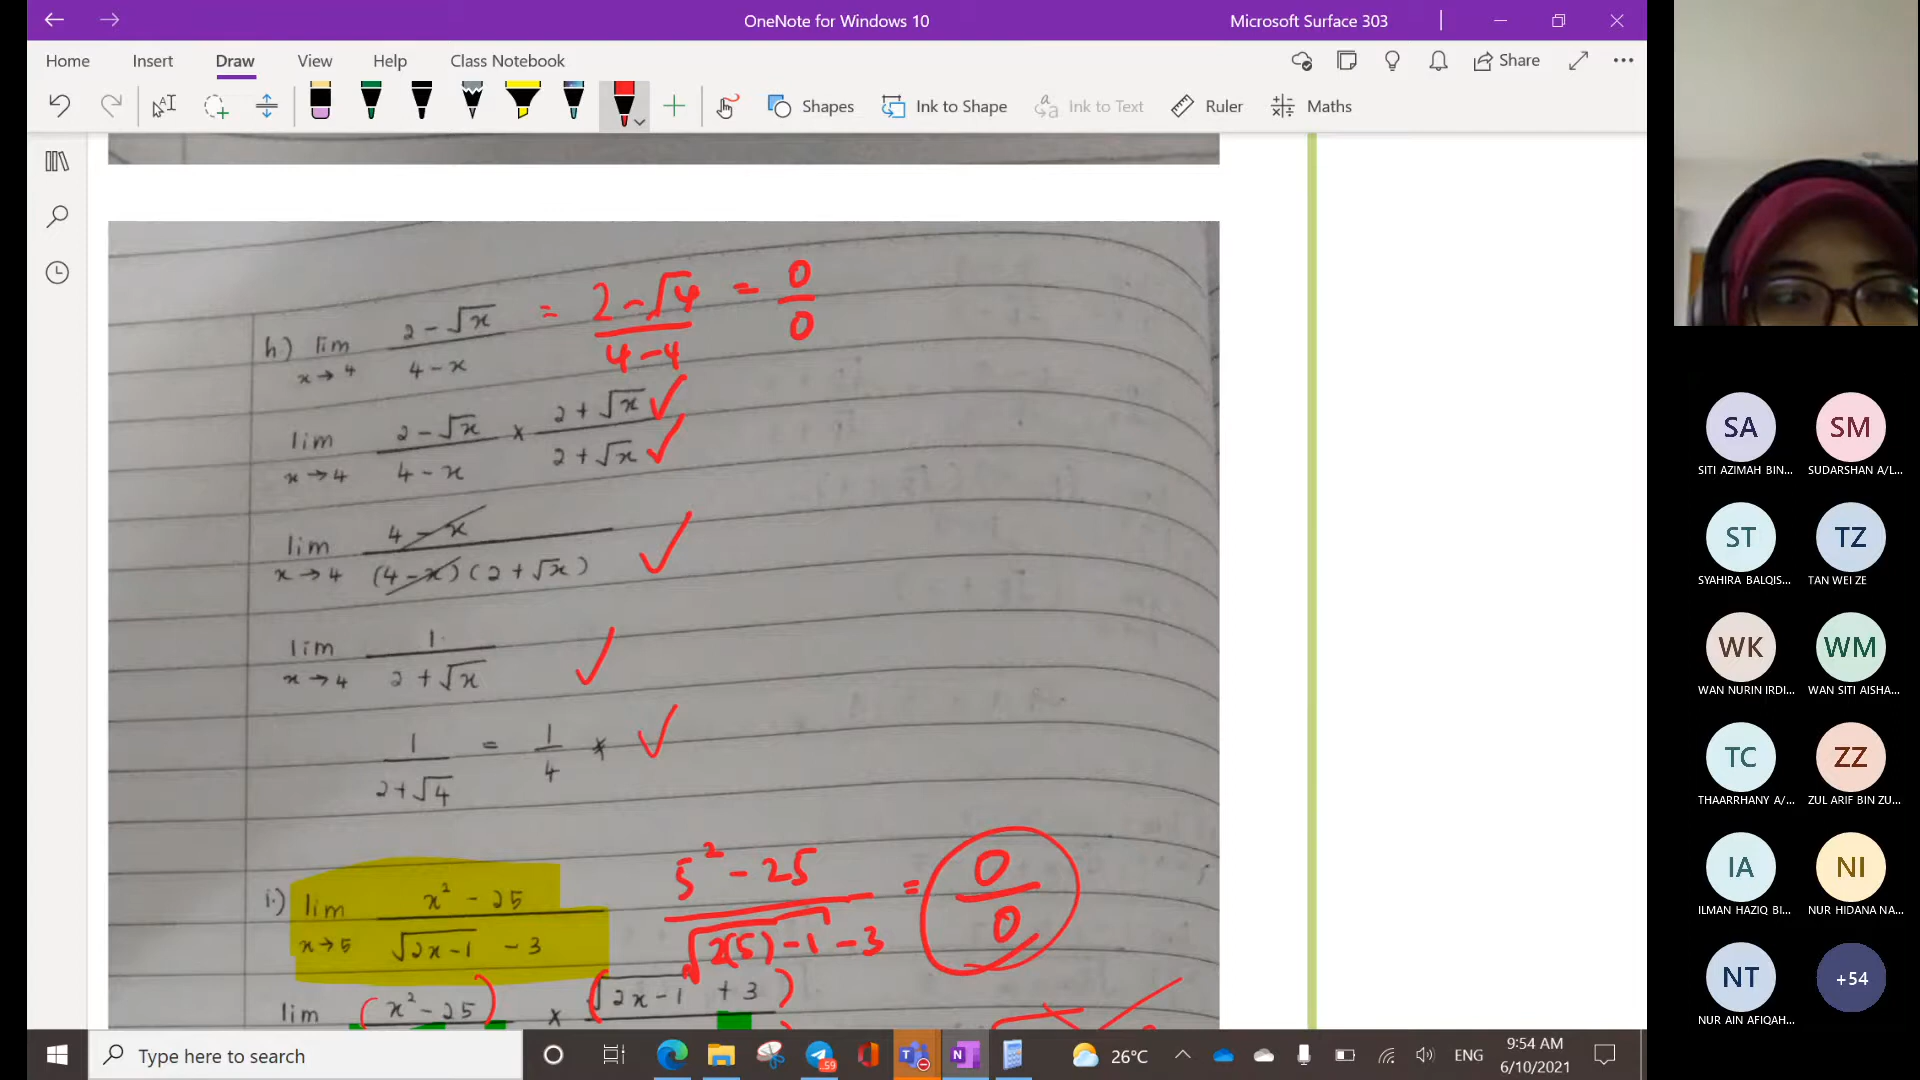 OneNote for Windows 10
Microsoft Surface 303
Home Insert Draw View Help Class Notebook Share
Shapes Ink to Shape Ink to Text Ruler Maths
h.) lim x→4 (2 - √x)/(4 - x) = (2 - √4)/(4 - 4) = 0/0
lim x→4 (2 - √x)/(4 - x) × (2 + √x)/(2 + √x) ✓ ✓
lim x→4 (4 - x)/((4 - x)(2 + √x)) ✓
lim x→4 1/(2 + √x) ✓
1/(2 + √4) = 1/4 * ✓
i.) lim x→5 (x² - 25)/(√(2x-1) - 3) (5² - 25)/(√(2(5)-1) - 3) = 0/0
lim (x² - 25) × (√(2x-1) + 3)
SA SM
SITI AZIMAH BIN... SUDARSHAN A/L...
ST TZ
SYAHIRA BALQIS... TAN WEI ZE
WK WM
WAN NURIN IRDI... WAN SITI AISHA...
TC ZZ
THAARRHANY A/... ZUL ARIF BIN ZU...
IA NI
ILMAN HAZIQ BI... NUR HIDANA NA...
NT +54
NUR AIN AFIQAH...
Type here to search
59
26°C
ENG
9:54 AM
6/10/2021